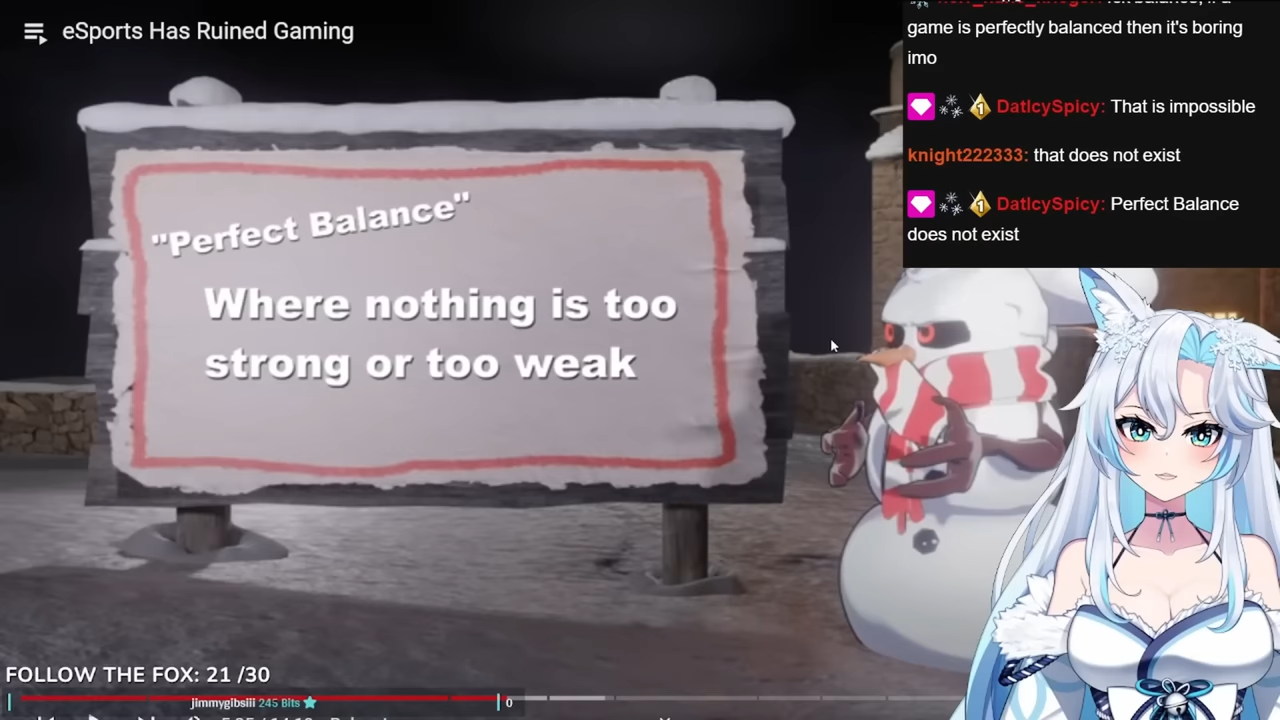 eSports Has Ruined Gaming
"Perfect Balance"
Where nothing is too
strong or too weak
game is perfectly balanced then it's boring
imo
1 DatIcySpicy: That is impossible
knight222333: that does not exist
1 DatIcySpicy: Perfect Balance
does not exist
FOLLOW THE FOX: 21 /30
jimmygibsiii 245 Bits
0